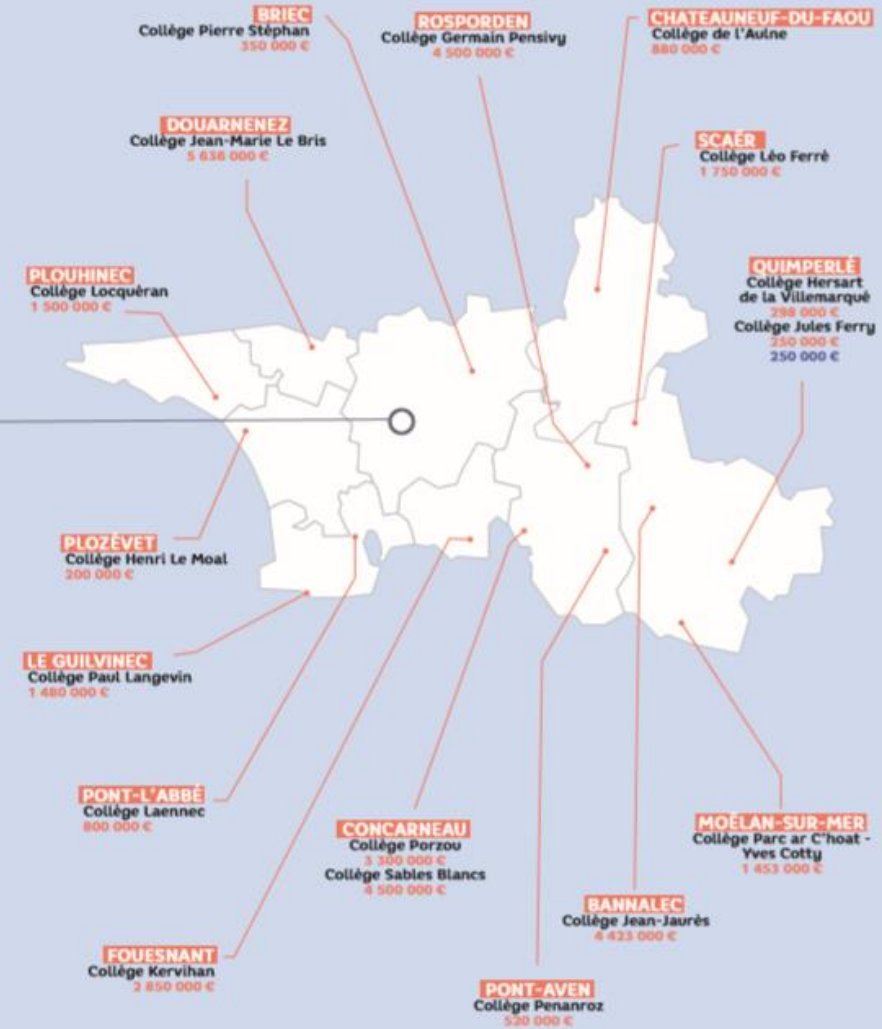 BRIEC
Collège Pierre Stéphan
350 000 €
ROSPORDEN
Collège Germain Pensivy
4 500 000 €
CHATEAUNEUF-DU-FAOU
Collège de l'Aulne
880 000 €
DOUARNENEZ
Collège Jean-Marie Le Bris
5 636 000 €
SCAËR
Collège Léo Ferré
1 750 000 €
PLOUHINEC
Collège Locquéran
1 500 000 €
QUIMPERLÉ
Collège Hersart
de la Villemarqué
298 000 €
Collège Jules Ferry
250 000 €
250 000 €
PLOZÉVET
Collège Henri Le Moal
200 000 €
LE GUILVINEC
Collège Paul Langevin
1 480 000 €
PONT-L'ABBÉ
Collège Laennec
800 000 €
CONCARNEAU
Collège Porzou
3 300 000 €
Collège Sables Blancs
4 500 000 €
MOËLAN-SUR-MER
Collège Parc ar C'hoat -
Yves Cotty
1 453 000 €
BANNALEC
Collège Jean-Jaurès
4 423 000 €
FOUESNANT
Collège Kervihan
2 850 000 €
PONT-AVEN
Collège Penanroz
520 000 €